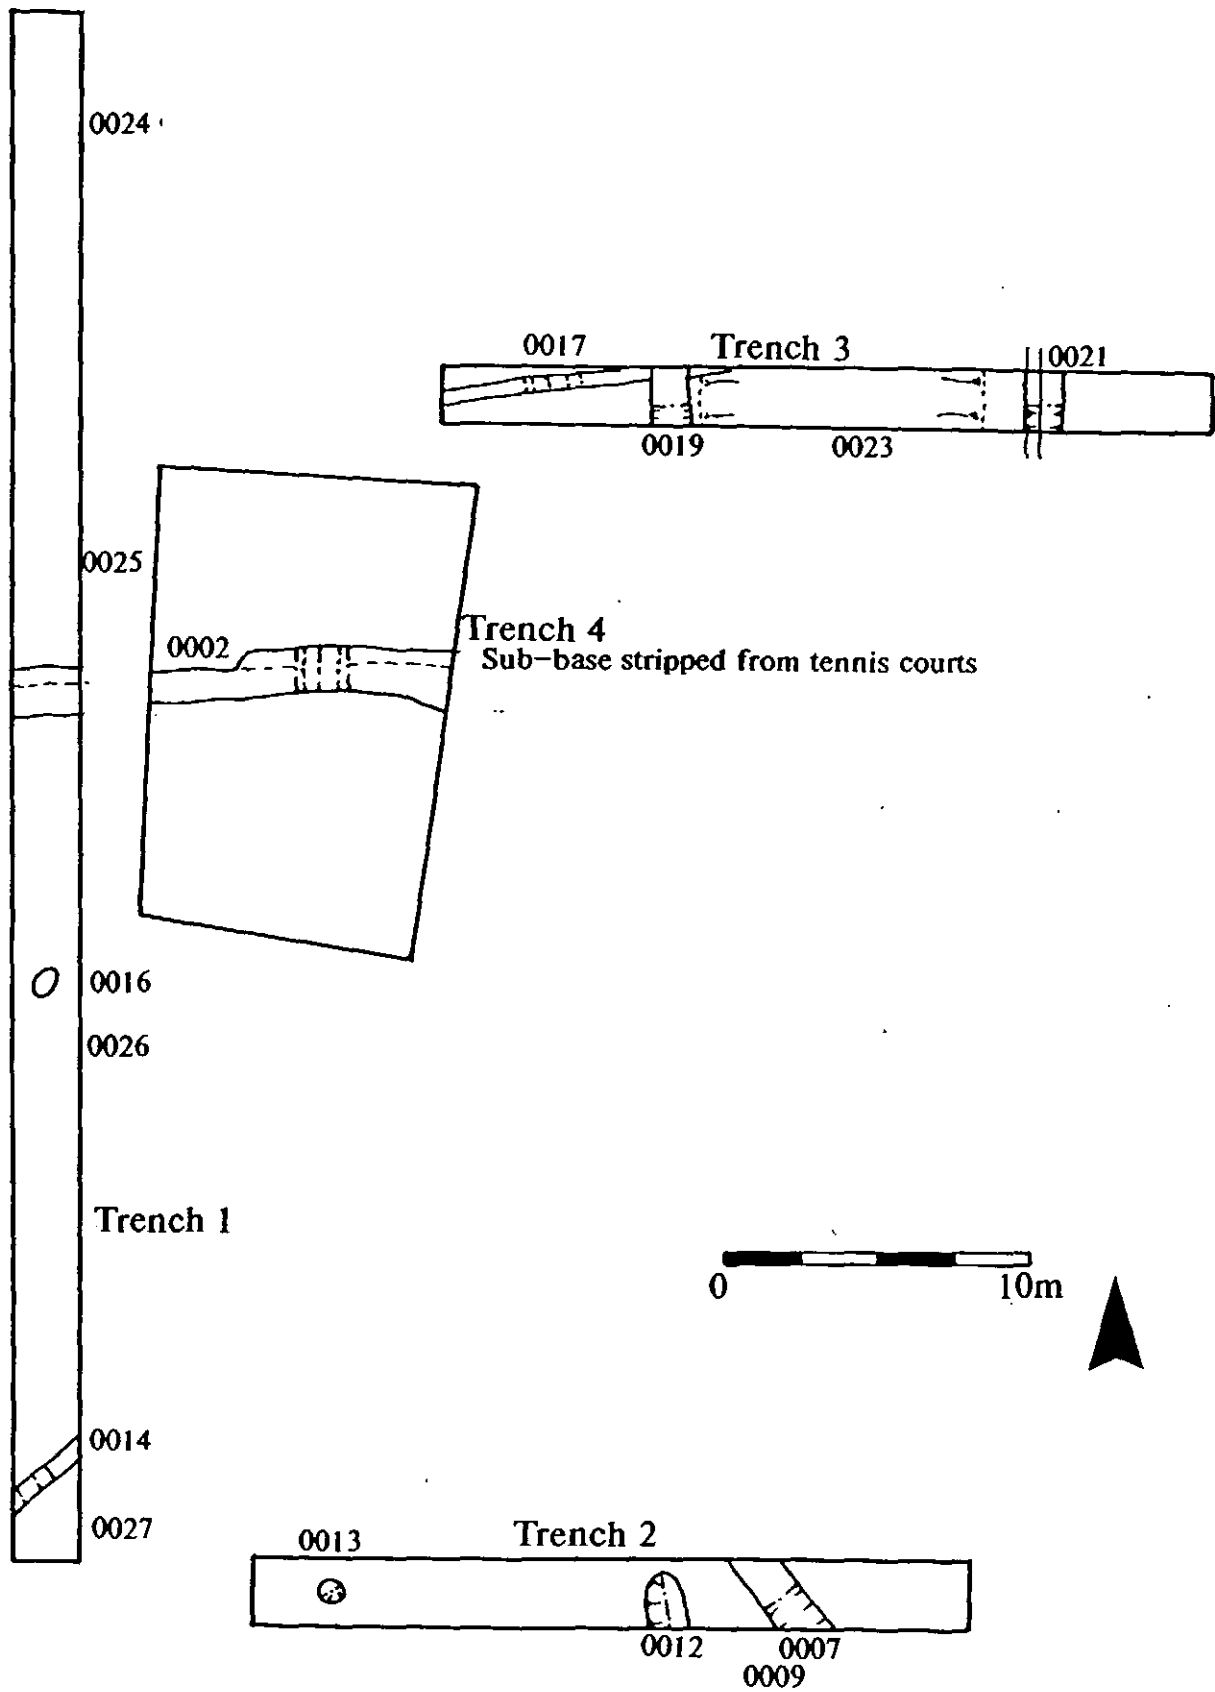 0024
0017
Trench 3
0021
0019
0023
0025
0002
Trench 4
Sub-base stripped from tennis courts
0016
0026
Trench 1
0 10m
0014
0027
0013
Trench 2
0012
0007
0009